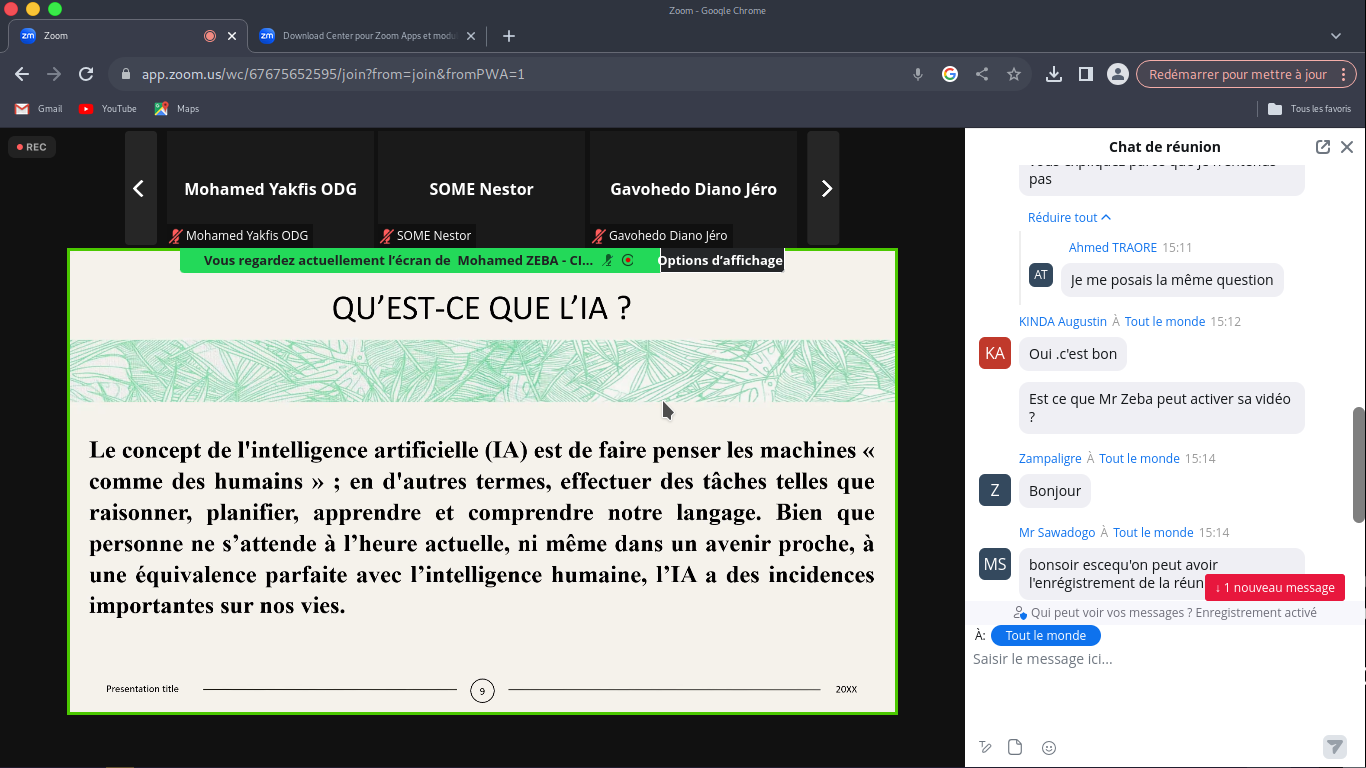 Zoom - Google Chrome
Zoom
Download Center pour Zoom Apps et modu
app.zoom.us/wc/67675652595/join?from=join&fromPWA=1
Redémarrer pour mettre à jour
Gmail
YouTube
Maps
Tous les favoris
REC
Mohamed Yakfis ODG
SOME Nestor
Gavohedo Diano Jéro
Mohamed Yakfis ODG
SOME Nestor
Gavohedo Diano Jéro
Vous regardez actuellement l'écran de Mohamed ZEBA - CI...
Options d'affichage
QU’EST-CE QUE L’IA ?
Le concept de l'intelligence artificielle (IA) est de faire penser les machines «
comme des humains » ; en d'autres termes, effectuer des tâches telles que
raisonner, planifier, apprendre et comprendre notre langage. Bien que
personne ne s’attende à l’heure actuelle, ni même dans un avenir proche, à
une équivalence parfaite avec l’intelligence humaine, l’IA a des incidences
importantes sur nos vies.
Presentation title
9
20XX
Chat de réunion
pas
Réduire tout
Ahmed TRAORE 15:11
AT
Je me posais la même question
KINDA Augustin À Tout le monde 15:12
KA
Oui .c'est bon
Est ce que Mr Zeba peut activer sa vidéo
?
Zampaligre À Tout le monde 15:14
Z
Bonjour
Mr Sawadogo À Tout le monde 15:14
MS
bonsoir escequ'on peut avoir
l'enrégistrement de la réun
↓ 1 nouveau message
Qui peut voir vos messages ? Enregistrement activé
À: Tout le monde
Saisir le message ici...